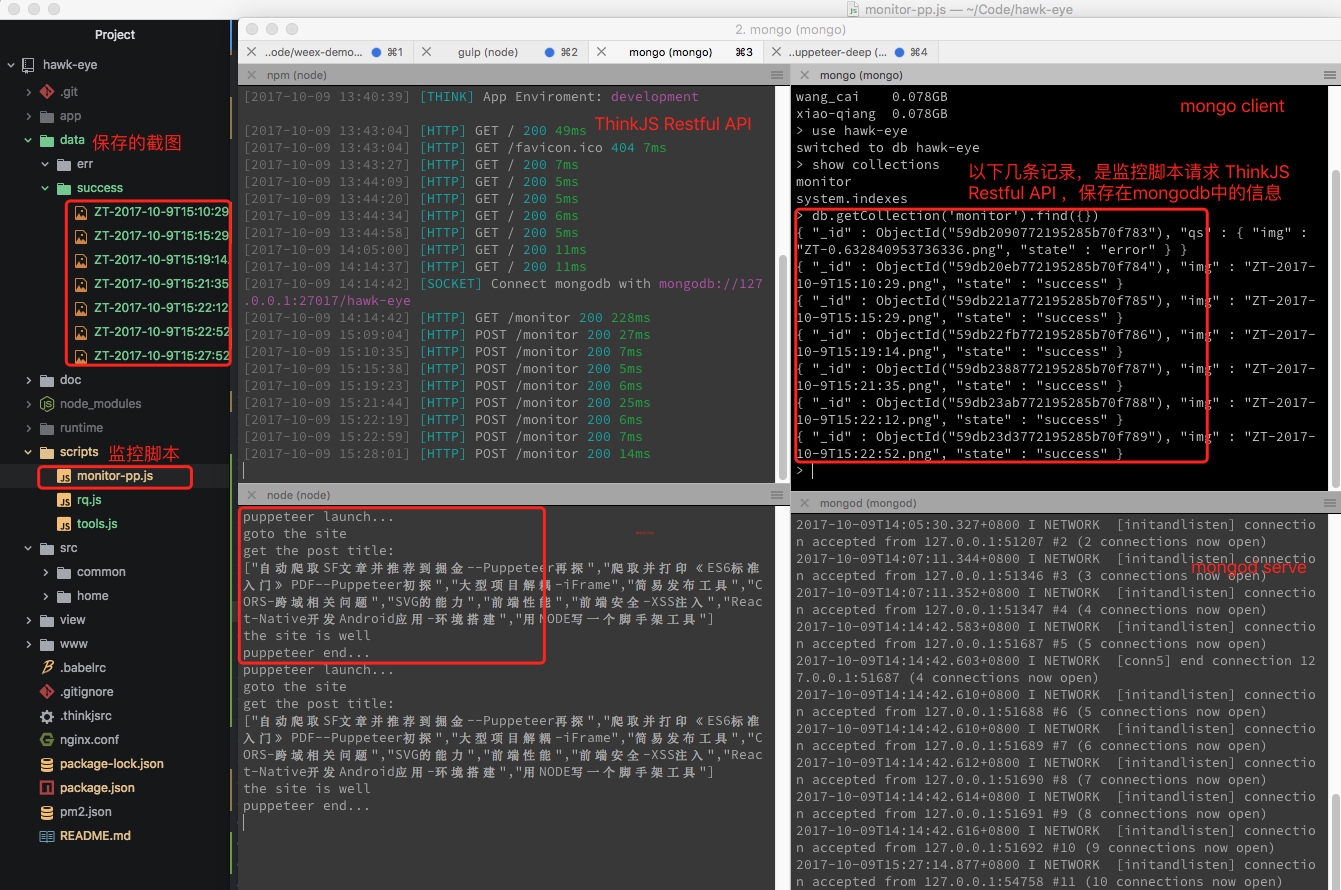 monitor-pp.js — ~/Code/hawk-eye
Project
hawk-eye
.git
app
data 保存的截图
err
success
ZT-2017-10-9T15:10:29
ZT-2017-10-9T15:15:29
ZT-2017-10-9T15:19:14.
ZT-2017-10-9T15:21:35
ZT-2017-10-9T15:22:12
ZT-2017-10-9T15:22:52
ZT-2017-10-9T15:27:52
doc
node_modules
runtime
scripts 监控脚本
monitor-pp.js
rq.js
tools.js
src
common
home
view
www
.babelrc
.gitignore
.thinkjsrc
nginx.conf
package-lock.json
package.json
pm2.json
README.md
2. mongo (mongo)
..ode/weex-demo... ⌘1
gulp (node) ⌘2
mongo (mongo) ⌘3
..uppeteer-deep (... ⌘4
npm (node)
[2017-10-09 13:40:39] [THINK] App Enviroment: development
ThinkJS Restful API
[2017-10-09 13:43:04] [HTTP] GET / 200 49ms
[2017-10-09 13:43:04] [HTTP] GET /favicon.ico 404 7ms
[2017-10-09 13:43:27] [HTTP] GET / 200 7ms
[2017-10-09 13:44:09] [HTTP] GET / 200 5ms
[2017-10-09 13:44:20] [HTTP] GET / 200 5ms
[2017-10-09 13:44:34] [HTTP] GET / 200 6ms
[2017-10-09 13:44:58] [HTTP] GET / 200 5ms
[2017-10-09 14:05:00] [HTTP] GET / 200 11ms
[2017-10-09 14:14:37] [HTTP] GET / 200 11ms
[2017-10-09 14:14:42] [SOCKET] Connect mongodb with mongodb://127
.0.0.1:27017/hawk-eye
[2017-10-09 14:14:42] [HTTP] GET /monitor 200 228ms
[2017-10-09 15:09:04] [HTTP] POST /monitor 200 27ms
[2017-10-09 15:10:35] [HTTP] POST /monitor 200 7ms
[2017-10-09 15:15:38] [HTTP] POST /monitor 200 5ms
[2017-10-09 15:19:23] [HTTP] POST /monitor 200 6ms
[2017-10-09 15:21:44] [HTTP] POST /monitor 200 25ms
[2017-10-09 15:22:19] [HTTP] POST /monitor 200 6ms
[2017-10-09 15:22:59] [HTTP] POST /monitor 200 7ms
[2017-10-09 15:28:01] [HTTP] POST /monitor 200 14ms
mongo (mongo)
wang_cai 0.078GB
xiao-qiang 0.078GB
mongo client
> use hawk-eye
switched to db hawk-eye
> show collections
monitor
system.indexes
以下几条记录，是监控脚本请求 ThinkJS
Restful API ，保存在mongodb中的信息
> db.getCollection('monitor').find({})
{ "_id" : ObjectId("59db2090772195285b70f783"), "qs" : { "img" :
"ZT-0.632840953736336.png", "state" : "error" } }
{ "_id" : ObjectId("59db20eb772195285b70f784"), "img" : "ZT-2017-
10-9T15:10:29.png", "state" : "success" }
{ "_id" : ObjectId("59db221a772195285b70f785"), "img" : "ZT-2017-
10-9T15:15:29.png", "state" : "success" }
{ "_id" : ObjectId("59db22fb772195285b70f786"), "img" : "ZT-2017-
10-9T15:19:14.png", "state" : "success" }
{ "_id" : ObjectId("59db2388772195285b70f787"), "img" : "ZT-2017-
10-9T15:21:35.png", "state" : "success" }
{ "_id" : ObjectId("59db23ab772195285b70f788"), "img" : "ZT-2017-
10-9T15:22:12.png", "state" : "success" }
{ "_id" : ObjectId("59db23d3772195285b70f789"), "img" : "ZT-2017-
10-9T15:22:52.png", "state" : "success" }
>
node (node)
puppeteer launch...
goto the site
get the post title:
["自动爬取SF文章并推荐到掘金--Puppeteer再探","爬取并打印《ES6标准
入门》PDF--Puppeteer初探","大型项目解耦-iFrame","简易发布工具","C
ORS-跨域相关问题","SVG的能力","前端性能","前端安全-XSS注入","Reac
t-Native开发Android应用-环境搭建","用NODE写一个脚手架工具"]
the site is well
puppeteer end...
puppeteer launch...
goto the site
get the post title:
["自动爬取SF文章并推荐到掘金--Puppeteer再探","爬取并打印《ES6标准
入门》PDF--Puppeteer初探","大型项目解耦-iFrame","简易发布工具","C
ORS-跨域相关问题","SVG的能力","前端性能","前端安全-XSS注入","Reac
t-Native开发Android应用-环境搭建","用NODE写一个脚手架工具"]
the site is well
puppeteer end...
mongod (mongod)
2017-10-09T14:05:30.327+0800 I NETWORK [initandlisten] connectio
n accepted from 127.0.0.1:51207 #2 (2 connections now open)
2017-10-09T14:07:11.344+0800 I NETWORK [initandlisten] connectio
n accepted from 127.0.0.1:51346 #3 (3 connections now open)
mongod serve
2017-10-09T14:07:11.352+0800 I NETWORK [initandlisten] connectio
n accepted from 127.0.0.1:51347 #4 (4 connections now open)
2017-10-09T14:14:42.583+0800 I NETWORK [initandlisten] connectio
n accepted from 127.0.0.1:51687 #5 (5 connections now open)
2017-10-09T14:14:42.603+0800 I NETWORK [conn5] end connection 12
7.0.0.1:51687 (4 connections now open)
2017-10-09T14:14:42.610+0800 I NETWORK [initandlisten] connectio
n accepted from 127.0.0.1:51688 #6 (5 connections now open)
2017-10-09T14:14:42.610+0800 I NETWORK [initandlisten] connectio
n accepted from 127.0.0.1:51689 #7 (6 connections now open)
2017-10-09T14:14:42.612+0800 I NETWORK [initandlisten] connectio
n accepted from 127.0.0.1:51690 #8 (7 connections now open)
2017-10-09T14:14:42.614+0800 I NETWORK [initandlisten] connectio
n accepted from 127.0.0.1:51691 #9 (8 connections now open)
2017-10-09T14:14:42.616+0800 I NETWORK [initandlisten] connectio
n accepted from 127.0.0.1:51692 #10 (9 connections now open)
2017-10-09T15:27:14.877+0800 I NETWORK [initandlisten] connectio
n accepted from 127.0.0.1:54758 #11 (10 connections now open)